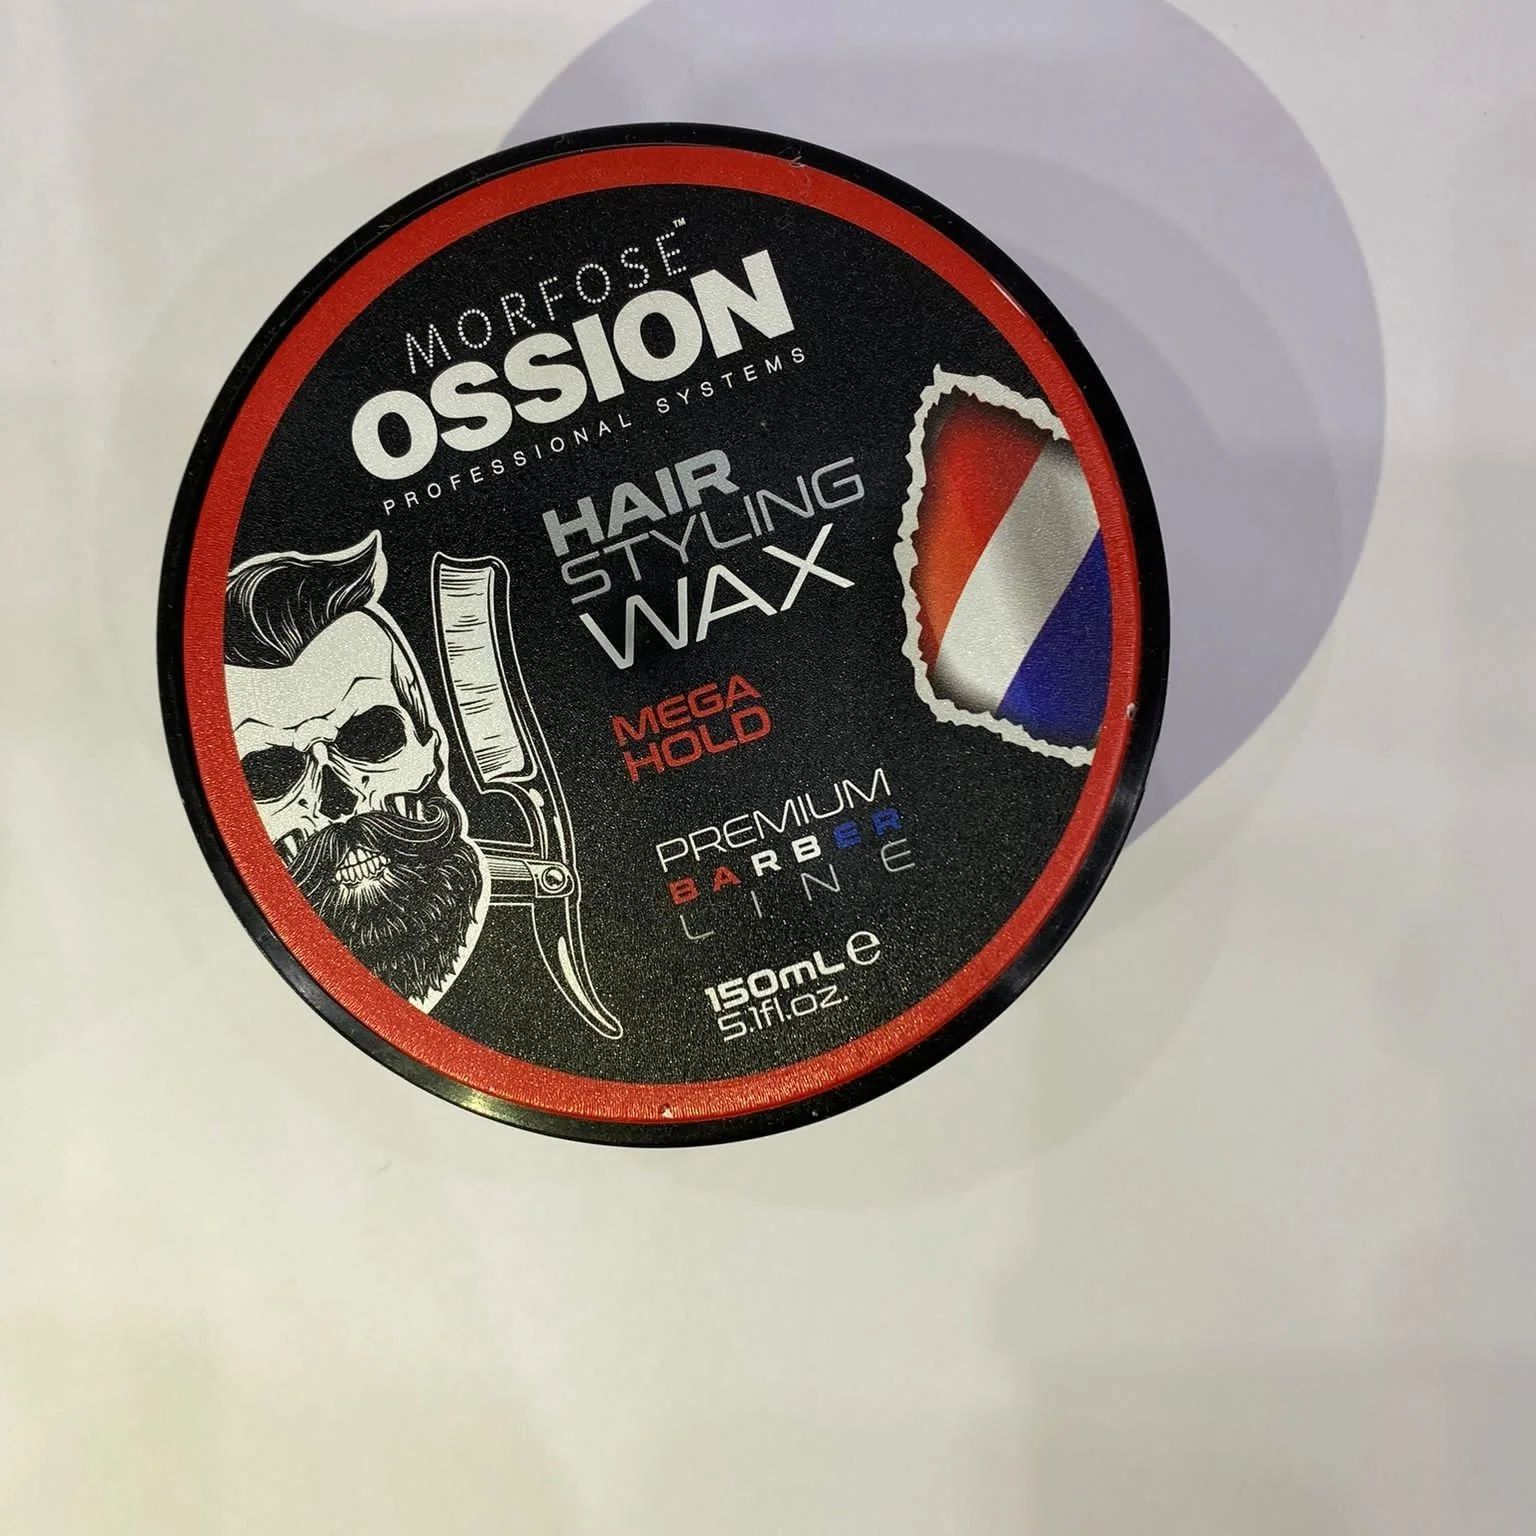 MORFOSE™
OSSION
PROFESSIONAL SYSTEMS
HAIR
STYLING
WAX
MEGA
HOLD
PREMIUM
BARBER
LINE
150mL e
5.1fl.oz.